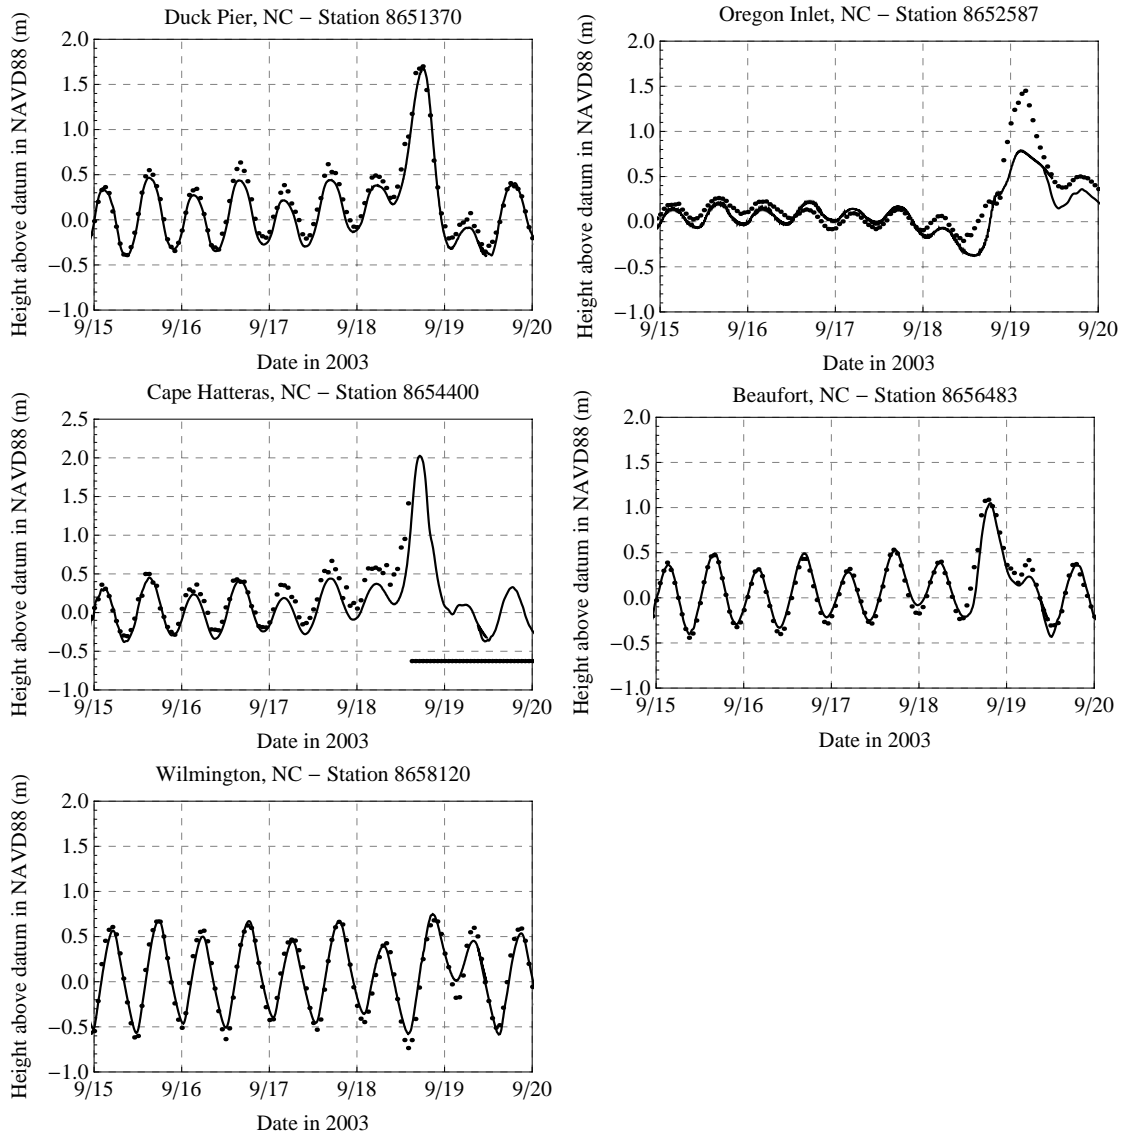 Duck Pier, NC − Station 8651370
Height above datum in NAVD88 (m)
2.0
1.5
1.0
0.5
0.0
−0.5
−1.0
9/15 9/16 9/17 9/18 9/19 9/20
Date in 2003
Oregon Inlet, NC − Station 8652587
Height above datum in NAVD88 (m)
2.0
1.5
1.0
0.5
0.0
−0.5
−1.0
9/15 9/16 9/17 9/18 9/19 9/20
Date in 2003
Cape Hatteras, NC − Station 8654400
Height above datum in NAVD88 (m)
2.5
2.0
1.5
1.0
0.5
0.0
−0.5
−1.0
9/15 9/16 9/17 9/18 9/19 9/20
Date in 2003
Beaufort, NC − Station 8656483
Height above datum in NAVD88 (m)
2.0
1.5
1.0
0.5
0.0
−0.5
−1.0
9/15 9/16 9/17 9/18 9/19 9/20
Date in 2003
Wilmington, NC − Station 8658120
Height above datum in NAVD88 (m)
2.0
1.5
1.0
0.5
0.0
−0.5
−1.0
9/15 9/16 9/17 9/18 9/19 9/20
Date in 2003